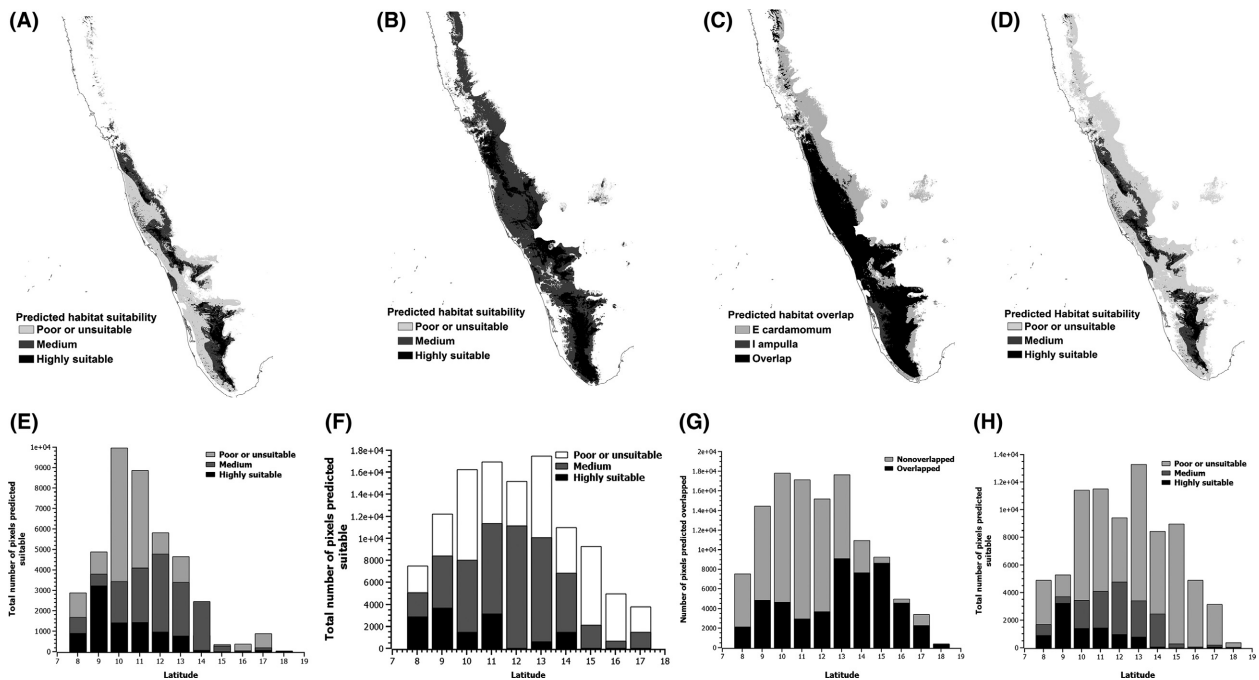 (A)
Predicted habitat suitability
Poor or unsuitable
Medium
Highly suitable
(B)
Predicted habitat suitability
Poor or unsuitable
Medium
Highly suitable
(C)
Predicted habitat overlap
E cardamomum
I ampulla
Overlap
(D)
Predicted Habitat suitability
Poor or unsuitable
Medium
Highly suitable
(E)
Total number of pixels predicted
suitable
1e+04
9000
8000
7000
6000
5000
4000
3000
2000
1000
0
Poor or unsuitable
Medium
Highly suitable
7 8 9 10 11 12 13 14 15 16 17 18 19
Latitude
(F)
Total number of pixels predicted
suitable
1.8e+04
1.6e+04
1.4e+04
1.2e+04
1e+04
8000
6000
4000
2000
0
Poor or unsuitable
Medium
Highly suitable
7 8 9 10 11 12 13 14 15 16 17 18
Latitude
(G)
Number of pixels predicted overlapped
2e+04
1.8e+04
1.6e+04
1.4e+04
1.2e+04
1e+04
8000
6000
4000
2000
0
Nonoverlapped
Overlapped
7 8 9 10 11 12 13 14 15 16 17 18 19
Latitude
(H)
Total number of pixels predicted
suitable
1.4e+04
1.2e+04
1e+04
8000
6000
4000
2000
0
Poor or unsuitable
Medium
Highly suitable
7 8 9 10 11 12 13 14 15 16 17 18 19
Latitude